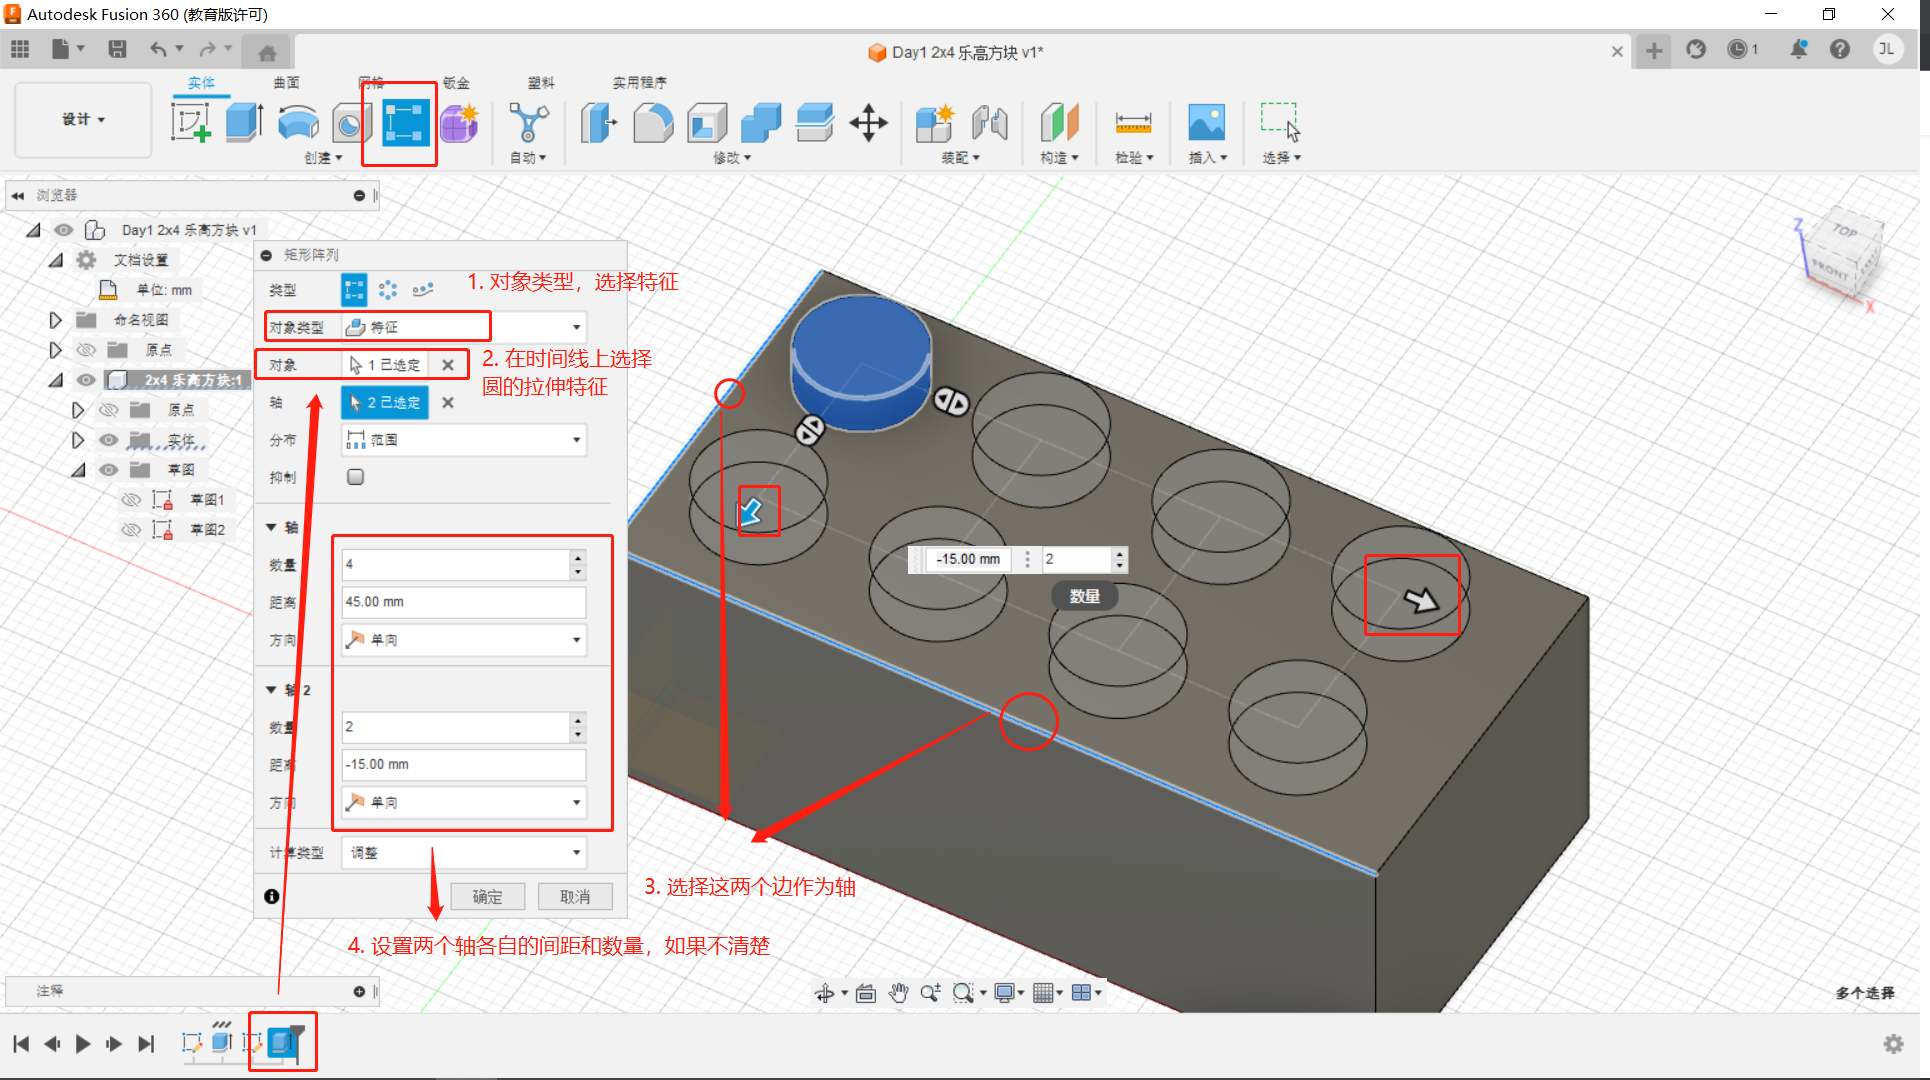 Autodesk Fusion 360 (教育版许可)
Day1 2x4 乐高方块 v1*
1
JL
设计
实体 曲面 网格 钣金 塑料 实用程序
创建 自动 修改 装配 构造 检验 插入 选择
浏览器
Day1 2x4 乐高方块 v1
文档设置
单位: mm
命名视图
原点
2x4 乐高方块:1
原点
实体
草图
草图1
草图2
矩形阵列
类型
对象类型 特征
对象 1 已选定
轴 2 已选定
分布 范围
抑制
轴
数量 4
距离 45.00 mm
方向 单向
轴 2
数量 2
距离 -15.00 mm
方向 单向
计算类型 调整
确定 取消
1. 对象类型，选择特征
2. 在时间线上选择
圆的拉伸特征
-15.00 mm 2
数量
3. 选择这两个边作为轴
4. 设置两个轴各自的间距和数量，如果不清楚
TOP
FRONT
Z
X
注释
多个选择